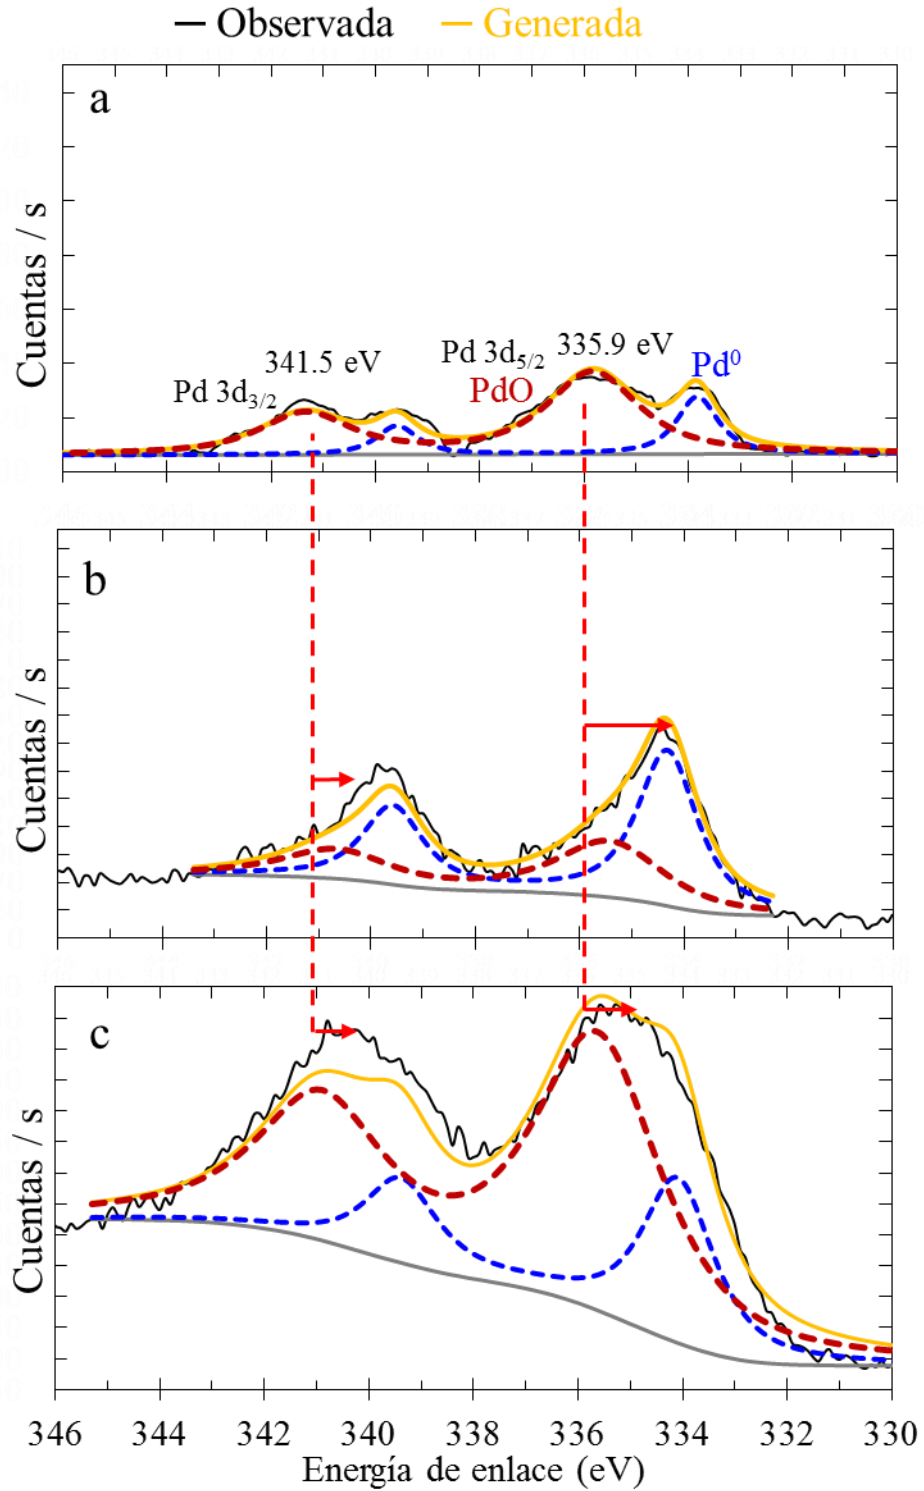 Observada Generada
a
Cuentas / s
Pd 3d3/2
341.5 eV
Pd 3d5/2
335.9 eV
PdO
Pd0
b
Cuentas / s
c
Cuentas / s
346 344 342 340 338 336 334 332 330
Energía de enlace (eV)